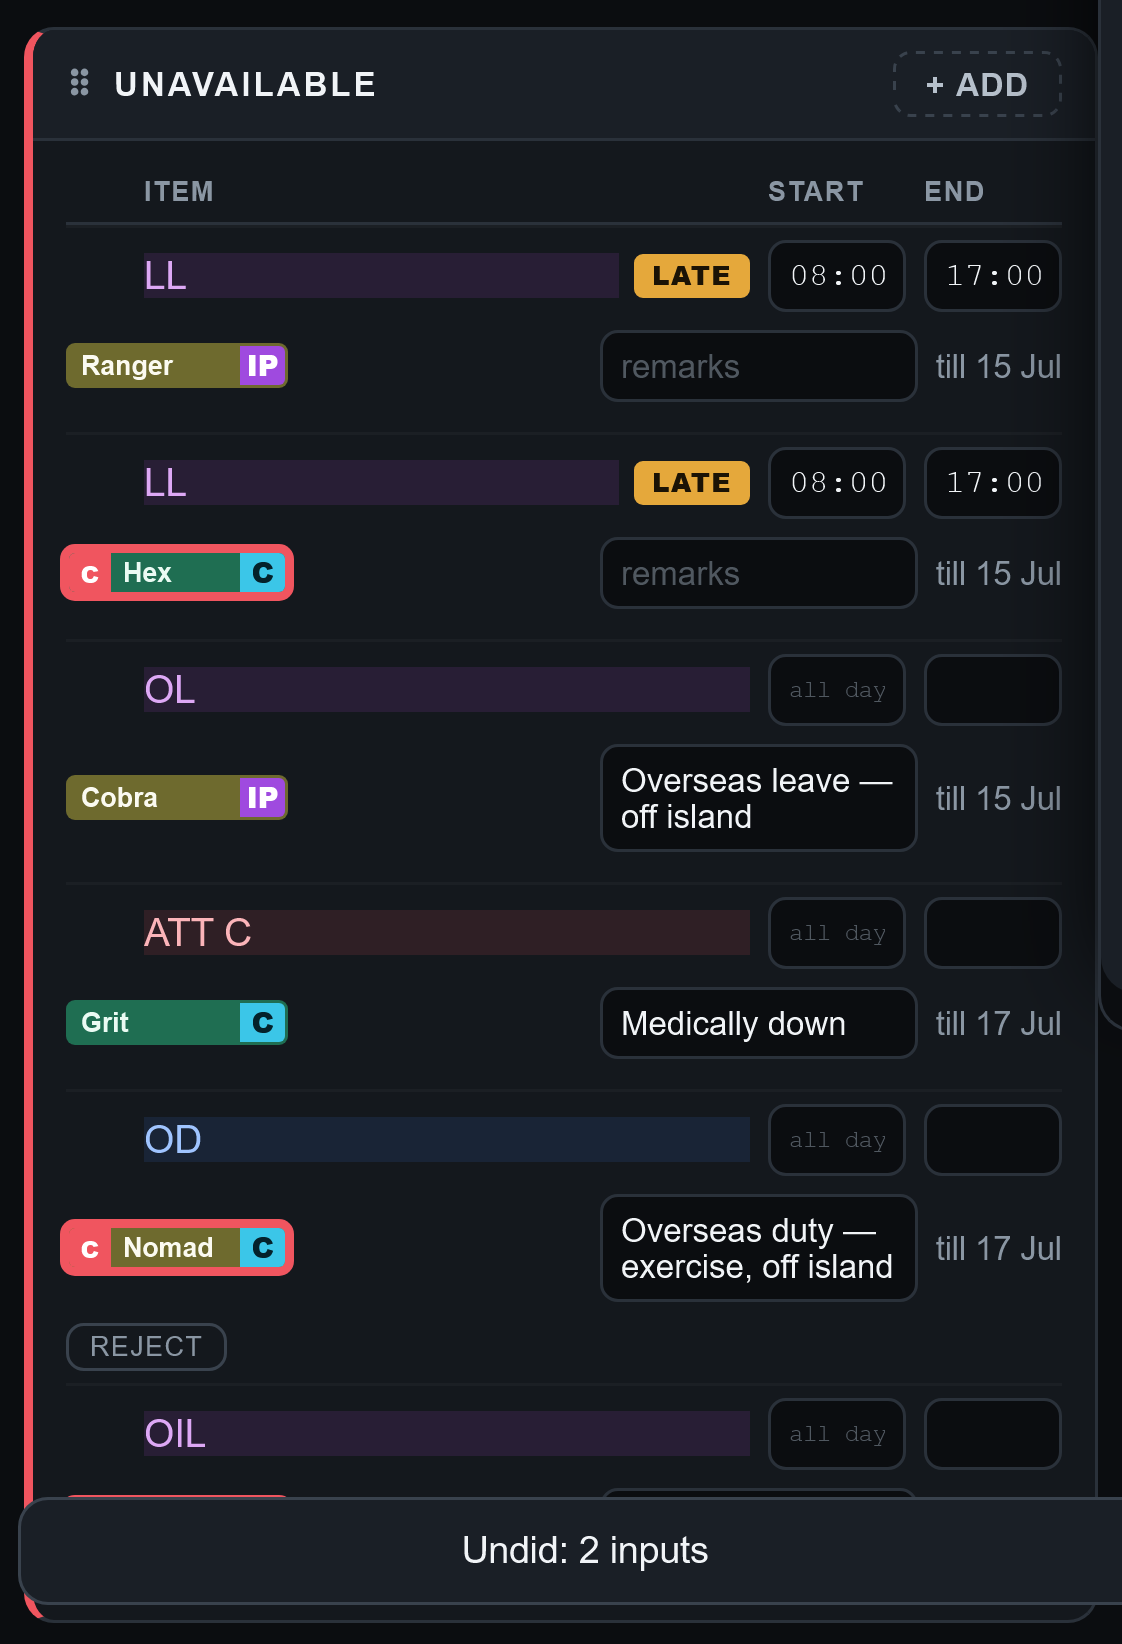 UNAVAILABLE
+ ADD
ITEM START END
LL LATE 08:00 17:00
Ranger IP remarks till 15 Jul
LL LATE 08:00 17:00
c Hex C remarks till 15 Jul
OL all day
Cobra IP Overseas leave —
off island till 15 Jul
ATT C all day
Grit C Medically down till 17 Jul
OD all day
c Nomad C Overseas duty —
exercise, off island till 17 Jul
REJECT
OIL all day
Undid: 2 inputs